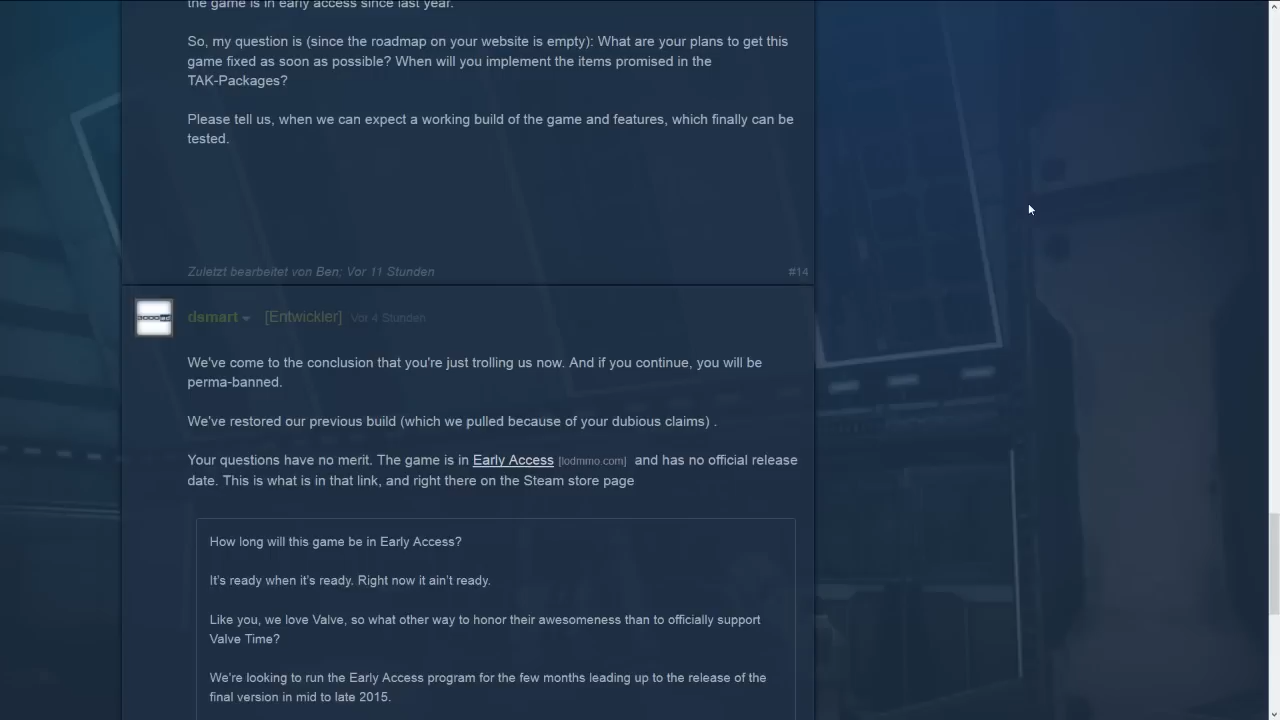 the game is in early access since last year.
So, my question is (since the roadmap on your website is empty): What are your plans to get this
game fixed as soon as possible? When will you implement the items promised in the
TAK-Packages?
Please tell us, when we can expect a working build of the game and features, which finally can be
tested.
Zuletzt bearbeitet von Ben; Vor 11 Stunden #14
dsmart [Entwickler] Vor 4 Stunden
We've come to the conclusion that you're just trolling us now. And if you continue, you will be
perma-banned.
We've restored our previous build (which we pulled because of your dubious claims) .
Your questions have no merit. The game is in Early Access [lodmmo.com] and has no official release
date. This is what is in that link, and right there on the Steam store page
How long will this game be in Early Access?
It's ready when it's ready. Right now it ain't ready.
Like you, we love Valve, so what other way to honor their awesomeness than to officially support
Valve Time?
We're looking to run the Early Access program for the few months leading up to the release of the
final version in mid to late 2015.